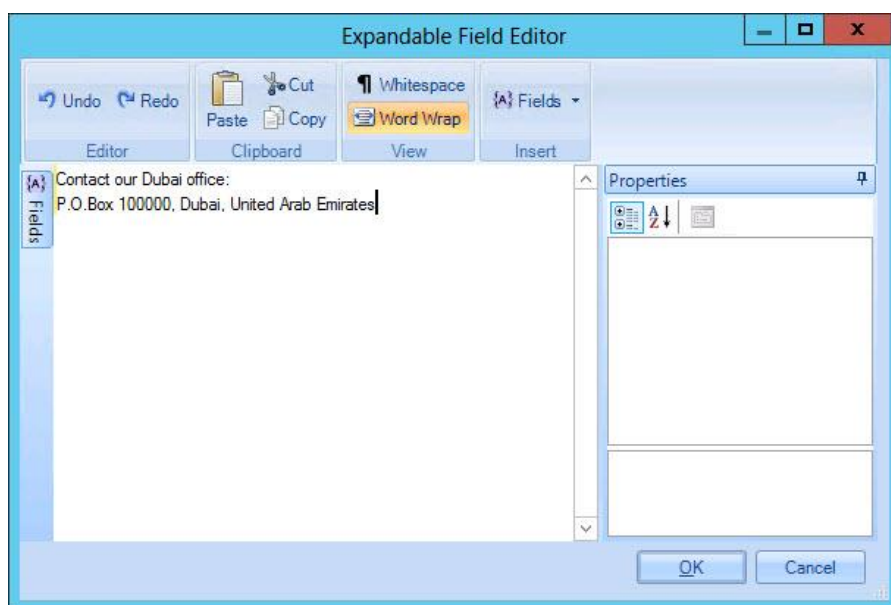 Expandable Field Editor
Undo Redo
Paste
Cut
Copy
Whitespace
Word Wrap
{A} Fields
Editor Clipboard View Insert
{A} Fields
Contact our Dubai office:
P.O.Box 100000, Dubai, United Arab Emirates
Properties
A
Z
OK Cancel